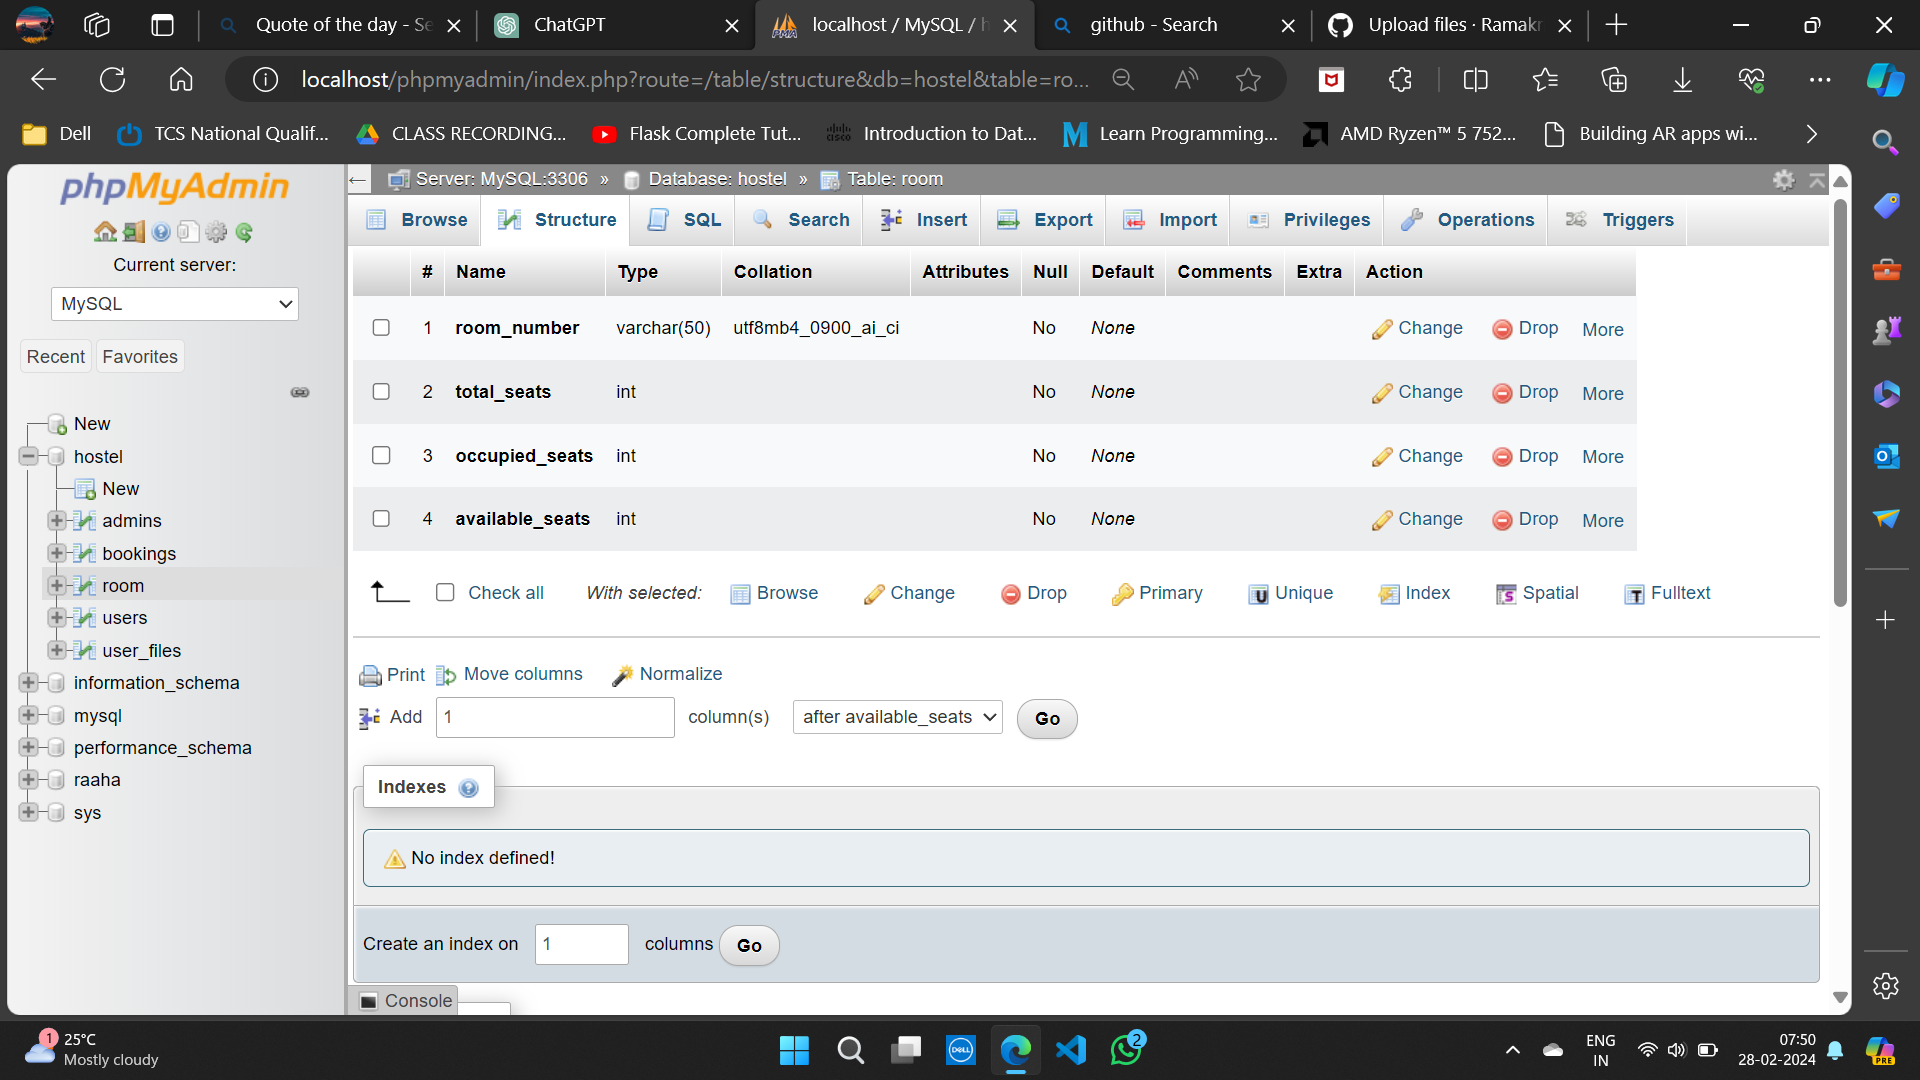 Quote of the day - Se
ChatGPT
localhost / MySQL / h
github - Search
Upload files · Ramakr
localhost/phpmyadmin/index.php?route=/table/structure&db=hostel&table=ro...
Dell
TCS National Qualif...
CLASS RECORDING...
Flask Complete Tut...
Introduction to Dat...
Learn Programming...
AMD Ryzen™ 5 752...
Building AR apps wi...
phpMyAdmin
Current server:
MySQL
Recent
Favorites
New
hostel
New
admins
bookings
room
users
user_files
information_schema
mysql
performance_schema
raaha
sys
Server: MySQL:3306 » Database: hostel » Table: room
Browse Structure SQL Search Insert Export Import Privileges Operations Triggers
# Name Type Collation Attributes Null Default Comments Extra Action
1 room_number varchar(50) utf8mb4_0900_ai_ci No None Change Drop More
2 total_seats int No None Change Drop More
3 occupied_seats int No None Change Drop More
4 available_seats int No None Change Drop More
Check all With selected: Browse Change Drop Primary Unique Index Spatial Fulltext
Print Move columns Normalize
Add 1 column(s) after available_seats Go
Indexes
No index defined!
Create an index on 1 columns Go
Console
1
25°C
Mostly cloudy
DELL
2
ENG
IN
07:50
28-02-2024
PRE